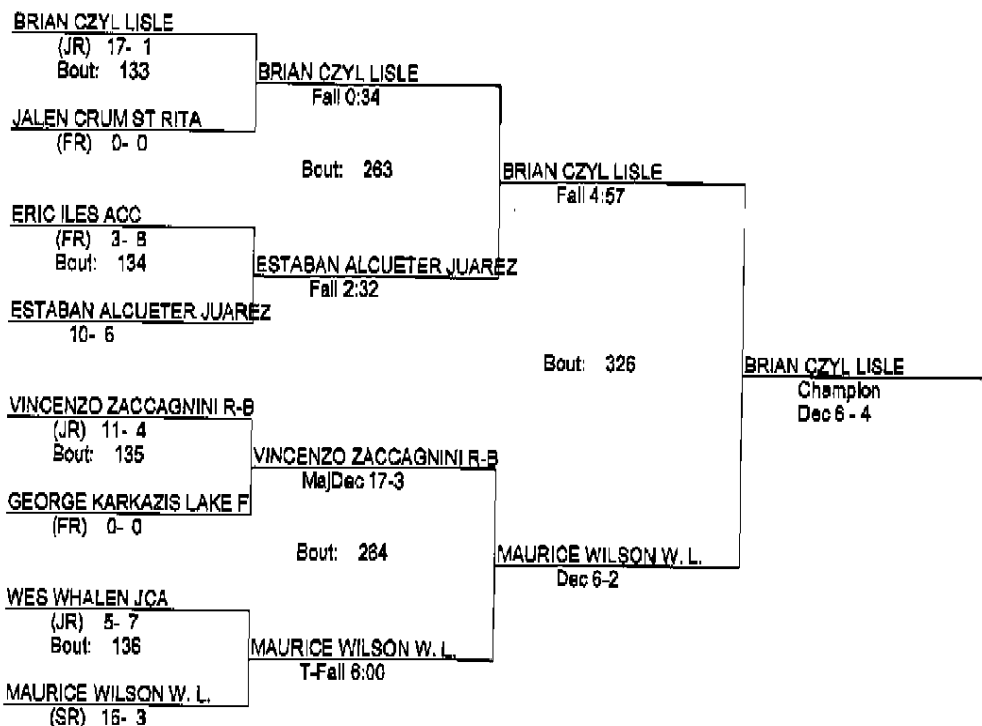 BRIAN CZYL LISLE
(JR) 17- 1
Bout: 133
JALEN CRUM ST RITA
(FR) 0- 0
ERIC ILES ACC
(FR) 3- 8
Bout: 134
ESTABAN ALCUETER JUAREZ
10- 6
VINCENZO ZACCAGNINI R-B
(JR) 11- 4
Bout: 135
GEORGE KARKAZIS LAKE F
(FR) 0- 0
WES WHALEN JCA
(JR) 5- 7
Bout: 136
MAURICE WILSON W. L.
(SR) 16- 3
BRIAN CZYL LISLE
Fall 0:34
Bout: 263
ESTABAN ALCUETER JUAREZ
Fall 2:32
VINCENZO ZACCAGNINI R-B
MajDec 17-3
Bout: 264
MAURICE WILSON W. L.
T-Fall 6:00
BRIAN CZYL LISLE
Fall 4:57
Bout: 326
MAURICE WILSON W. L.
Dec 6-2
BRIAN CZYL LISLE
Champion
Dec 6 - 4